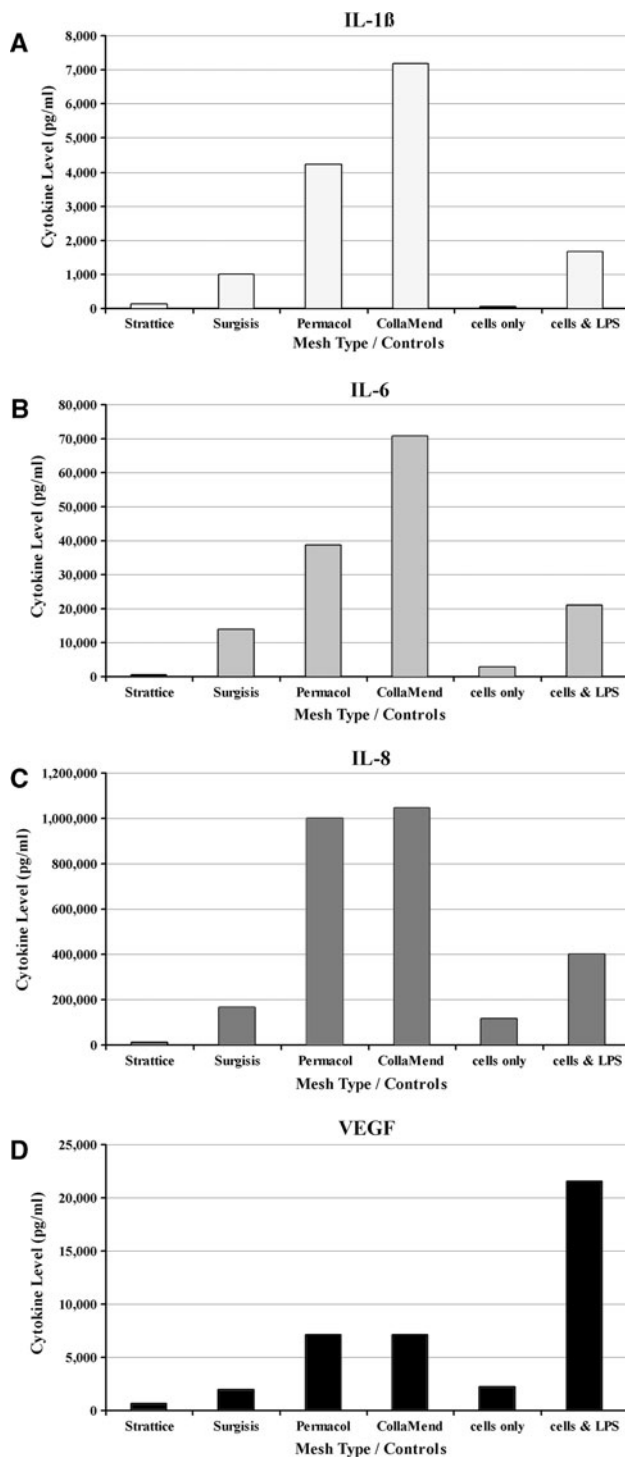 A
IL-1ß
Cytokine Level (pg/ml)
8,000
7,000
6,000
5,000
4,000
3,000
2,000
1,000
0
Strattice Surgisis Permacol CollaMend cells only cells & LPS
Mesh Type / Controls
B
IL-6
Cytokine Level (pg/ml)
80,000
70,000
60,000
50,000
40,000
30,000
20,000
10,000
0
Strattice Surgisis Permacol CollaMend cells only cells & LPS
Mesh Type / Controls
C
IL-8
Cytokine Level (pg/ml)
1,200,000
1,000,000
800,000
600,000
400,000
200,000
0
Strattice Surgisis Permacol CollaMend cells only cells & LPS
Mesh Type / Controls
D
VEGF
Cytokine Level (pg/ml)
25,000
20,000
15,000
10,000
5,000
0
Strattice Surgisis Permacol CollaMend cells only cells & LPS
Mesh Type / Controls